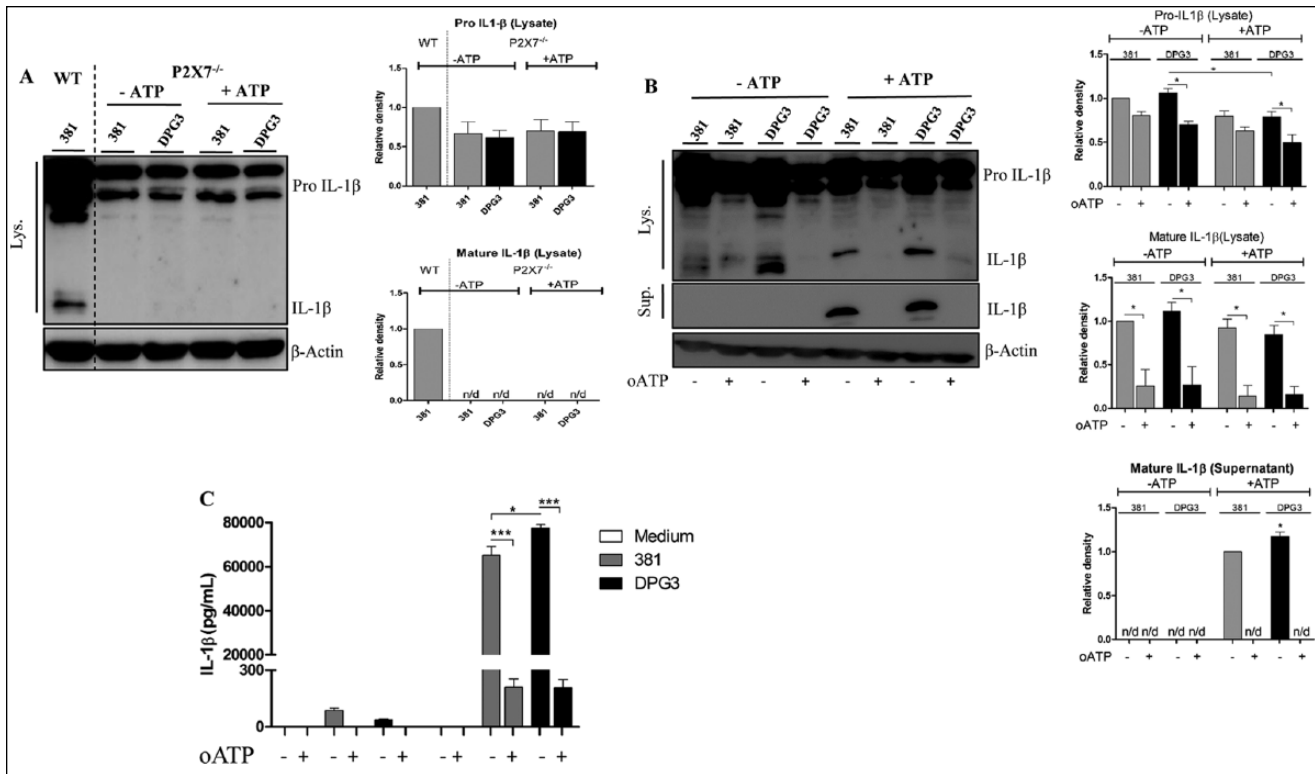 A
WT
P2X7-/-
- ATP
+ ATP
381
381
DPG3
381
DPG3
Lys.
Pro IL-1β
IL-1β
β-Actin
Pro IL1-β (Lysate)
WT
P2X7-/-
-ATP
+ATP
Relative density
1.5
1.0
0.5
0.0
381
381
DPG3
381
DPG3
Mature IL-1β (Lysate)
WT
P2X7-/-
-ATP
+ATP
Relative density
1.5
1.0
0.5
0.0
n/d n/d n/d n/d
381
381
DPG3
381
DPG3
B
- ATP
+ ATP
381
381
DPG3
DPG3
381
381
DPG3
DPG3
Lys.
Pro IL-1β
IL-1β
Sup.
IL-1β
β-Actin
oATP - + - + - + - +
Pro-IL1β (Lysate)
-ATP +ATP
381 DPG3 381 DPG3
Relative density
1.5
1.0
0.5
0.0
* * *
oATP - + - + - + - +
Mature IL-1β(Lysate)
-ATP +ATP
381 DPG3 381 DPG3
Relative density
1.5
1.0
0.5
0.0
* * * *
oATP - + - + - + - +
Mature IL-1β (Supernatant)
-ATP +ATP
381 DPG3 381 DPG3
Relative density
1.5
1.0
0.5
0.0
*
n/d n/d n/d n/d n/d n/d
oATP - + - + - + - +
C
IL-1β (pg/mL)
80000
60000
40000
20000
300
0
* ***
***
Medium
381
DPG3
oATP - + - + - + - + - + - +